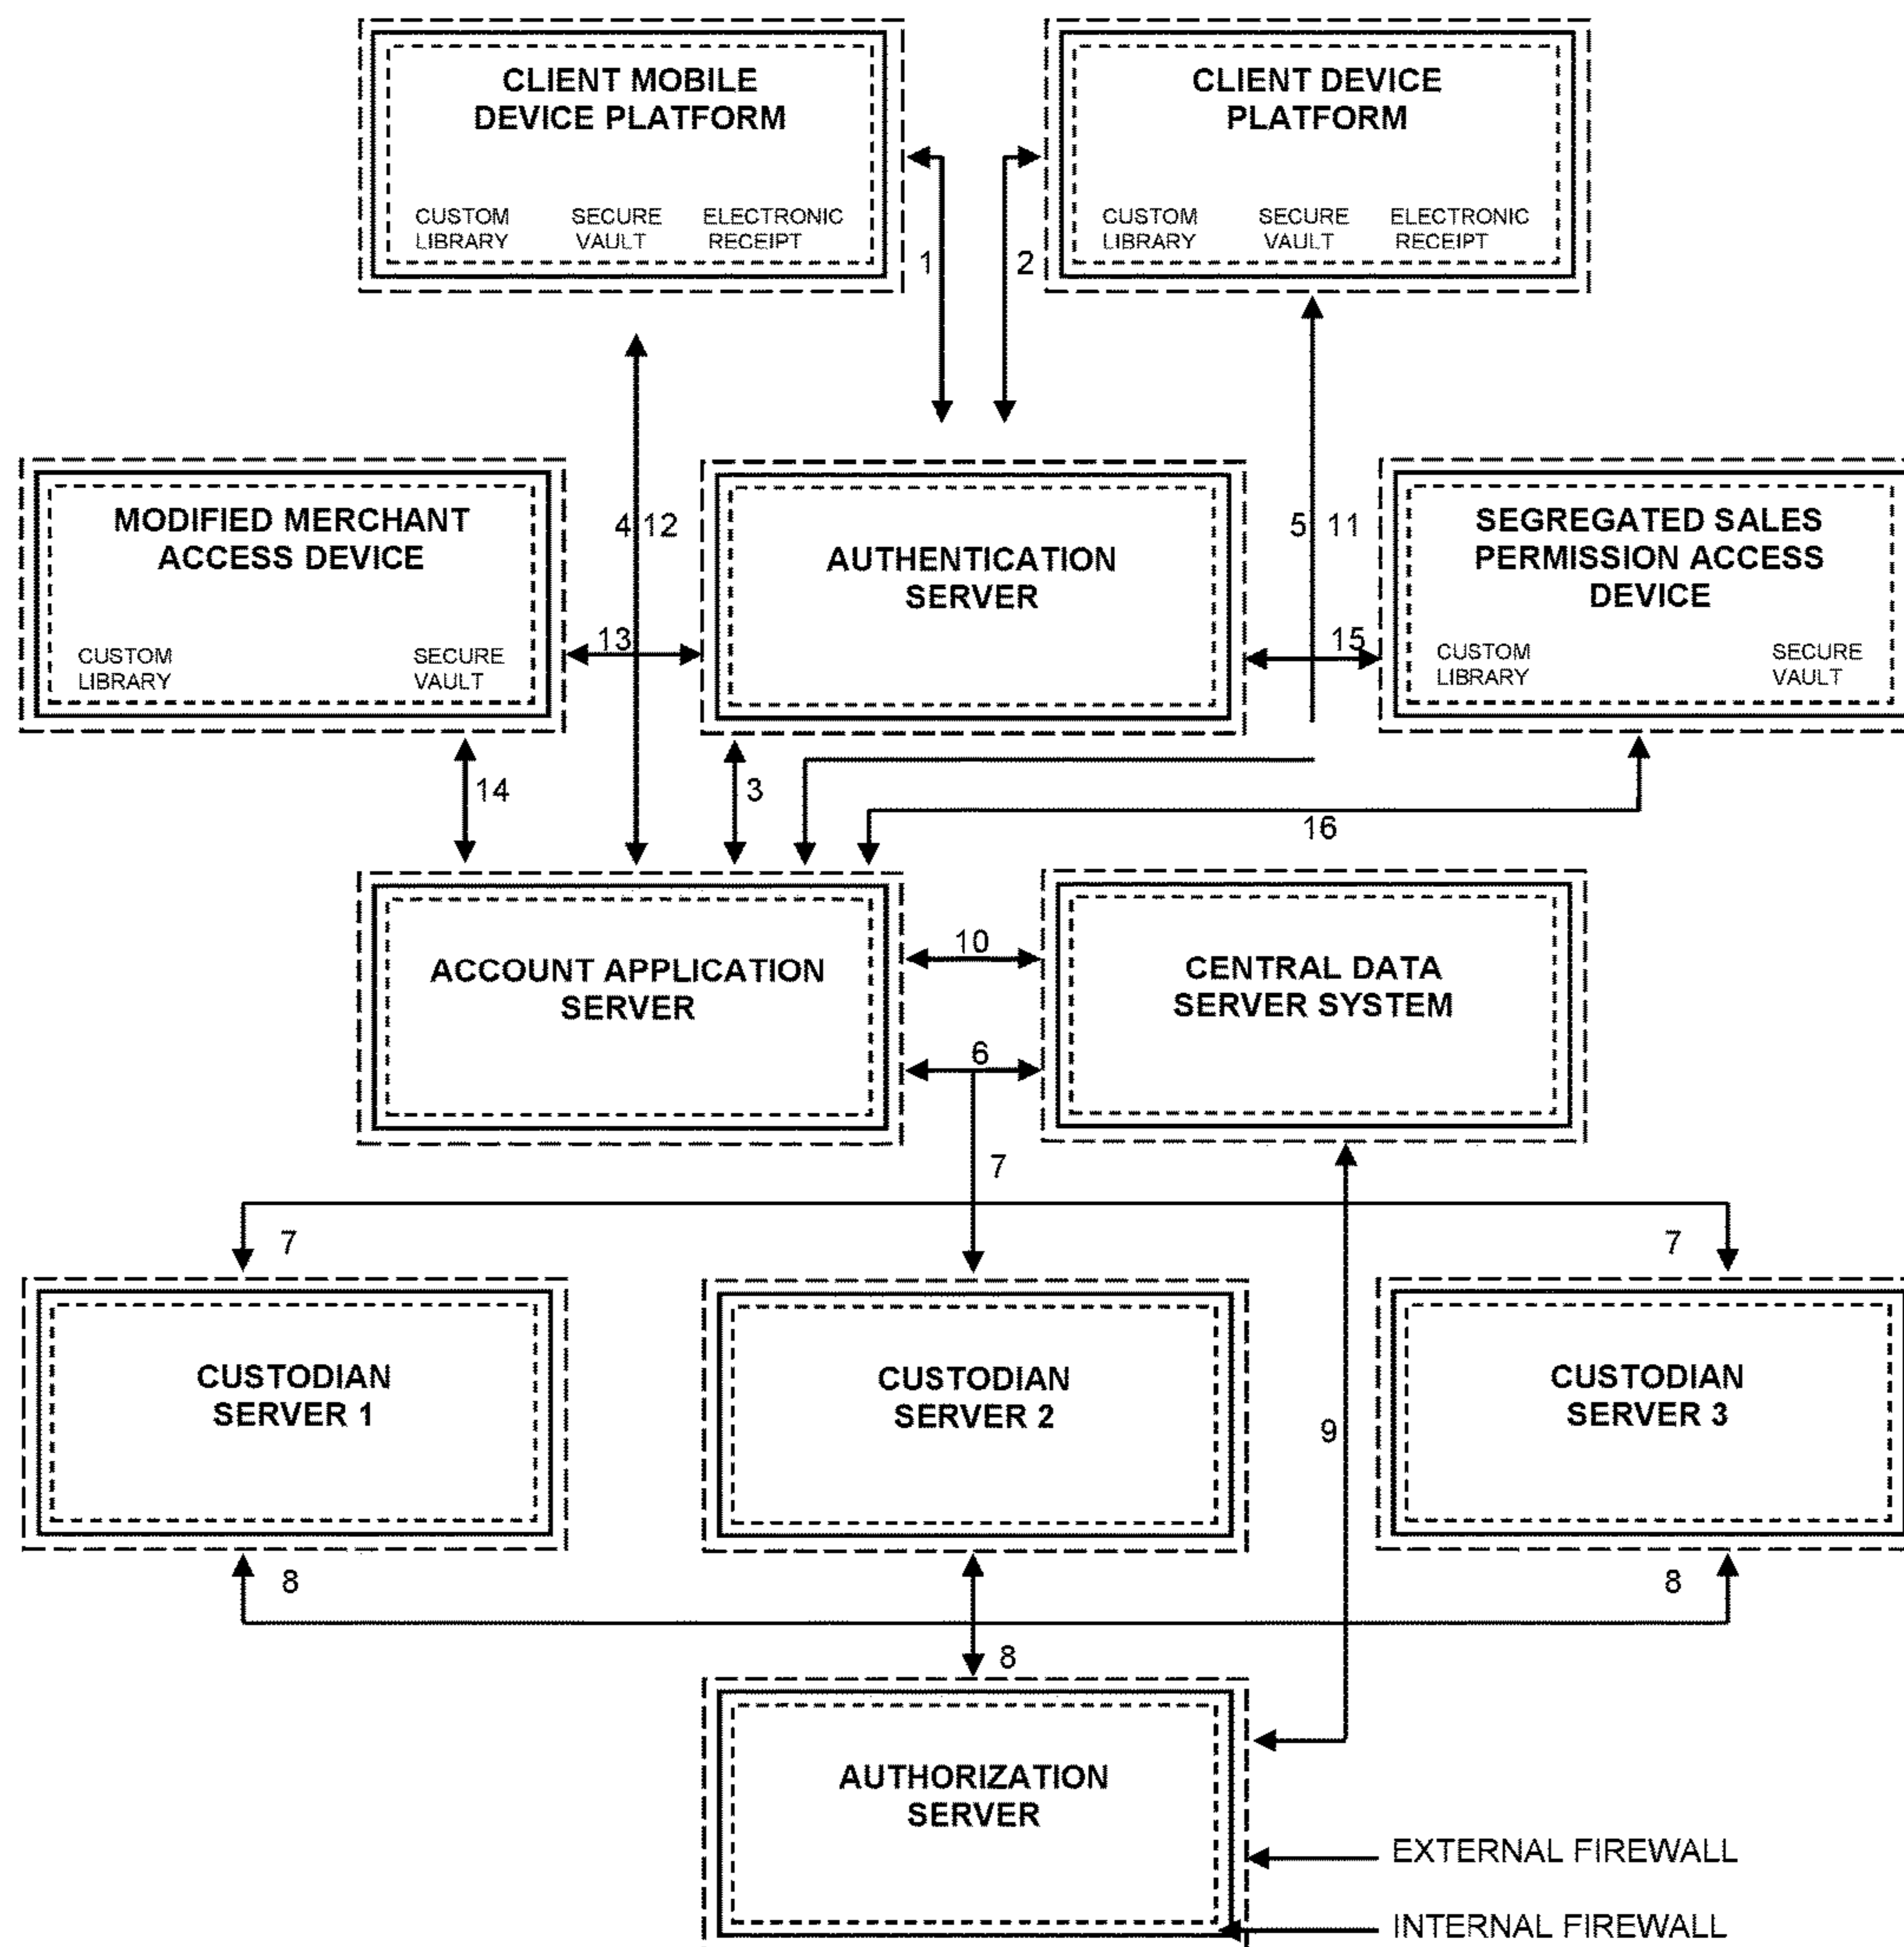 CLIENT MOBILE
DEVICE PLATFORM
CUSTOM
LIBRARY
SECURE
VAULT
ELECTRONIC
RECEIPT
CLIENT DEVICE
PLATFORM
CUSTOM
LIBRARY
SECURE
VAULT
ELECTRONIC
RECEIPT
1
2
MODIFIED MERCHANT
ACCESS DEVICE
CUSTOM
LIBRARY
SECURE
VAULT
4
12
AUTHENTICATION
SERVER
5
11
SEGREGATED SALES
PERMISSION ACCESS
DEVICE
CUSTOM
LIBRARY
SECURE
VAULT
13
15
14
3
16
ACCOUNT APPLICATION
SERVER
10
6
CENTRAL DATA
SERVER SYSTEM
7
7
7
CUSTODIAN
SERVER 1
CUSTODIAN
SERVER 2
9
CUSTODIAN
SERVER 3
8
8
8
AUTHORIZATION
SERVER
EXTERNAL FIREWALL
INTERNAL FIREWALL